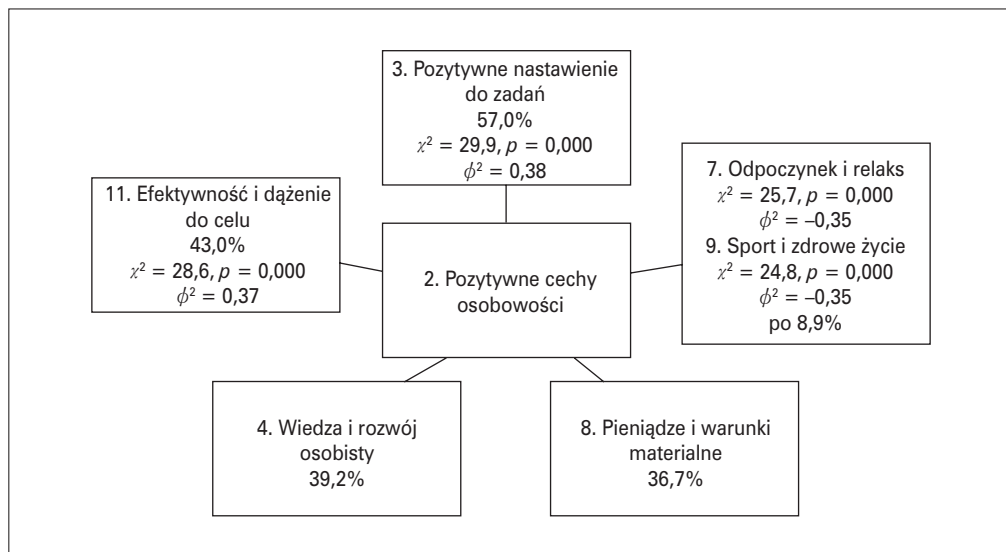 3. Pozytywne nastawienie
do zadań
57,0%
χ² = 29,9, p = 0,000
ϕ² = 0,38
11. Efektywność i dążenie
do celu
43,0%
χ² = 28,6, p = 0,000
ϕ² = 0,37
2. Pozytywne cechy
osobowości
7. Odpoczynek i relaks
χ² = 25,7, p = 0,000
ϕ² = –0,35
9. Sport i zdrowe życie
χ² = 24,8, p = 0,000
ϕ² = –0,35
po 8,9%
4. Wiedza i rozwój
osobisty
39,2%
8. Pieniądze i warunki
materialne
36,7%